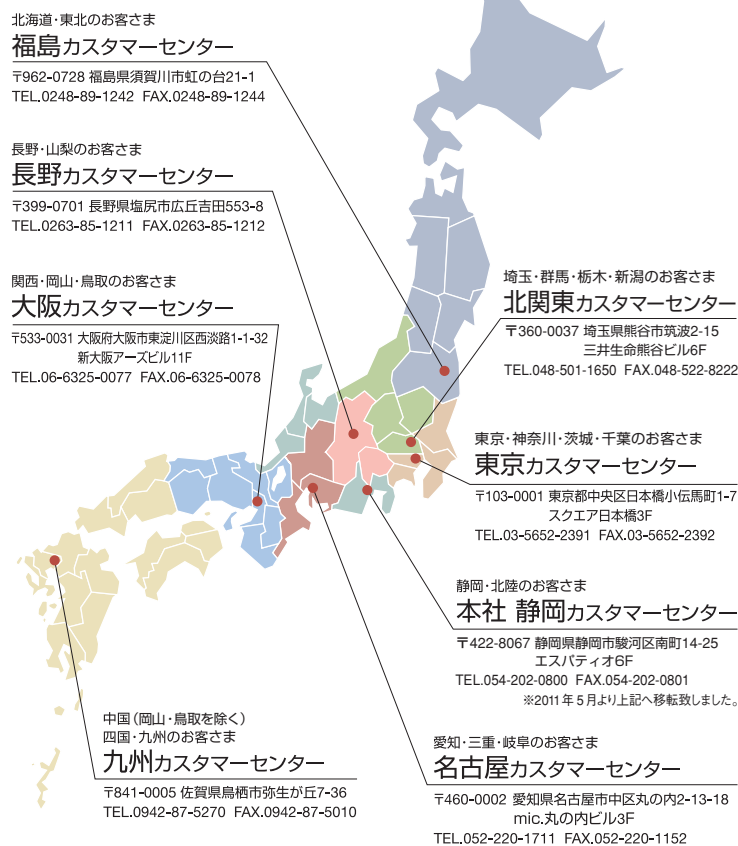 北海道・東北のお客さま
福島カスタマーセンター
〒962-0728 福島県須賀川市虹の台21-1
TEL.0248-89-1242 FAX.0248-89-1244
長野・山梨のお客さま
長野カスタマーセンター
〒399-0701 長野県塩尻市広丘吉田553-8
TEL.0263-85-1211 FAX.0263-85-1212
関西・岡山・鳥取のお客さま
大阪カスタマーセンター
〒533-0031 大阪府大阪市東淀川区西淡路1-1-32
新大阪アーズビル11F
TEL.06-6325-0077 FAX.06-6325-0078
埼玉・群馬・栃木・新潟のお客さま
北関東カスタマーセンター
〒360-0037 埼玉県熊谷市筑波2-15
三井生命熊谷ビル6F
TEL.048-501-1650 FAX.048-522-8222
東京・神奈川・茨城・千葉のお客さま
東京カスタマーセンター
〒103-0001 東京都中央区日本橋小伝馬町1-7
スクエア日本橋3F
TEL.03-5652-2391 FAX.03-5652-2392
静岡・北陸のお客さま
本社 静岡カスタマーセンター
〒422-8067 静岡県静岡市駿河区南町14-25
エスパティオ6F
TEL.054-202-0800 FAX.054-202-0801
※2011年5月より上記へ移転致しました。
中国(岡山・鳥取を除く)
四国・九州のお客さま
九州カスタマーセンター
〒841-0005 佐賀県鳥栖市弥生が丘7-36
TEL.0942-87-5270 FAX.0942-87-5010
愛知・三重・岐阜のお客さま
名古屋カスタマーセンター
〒460-0002 愛知県名古屋市中区丸の内2-13-18
mic.丸の内ビル3F
TEL.052-220-1711 FAX.052-220-1152